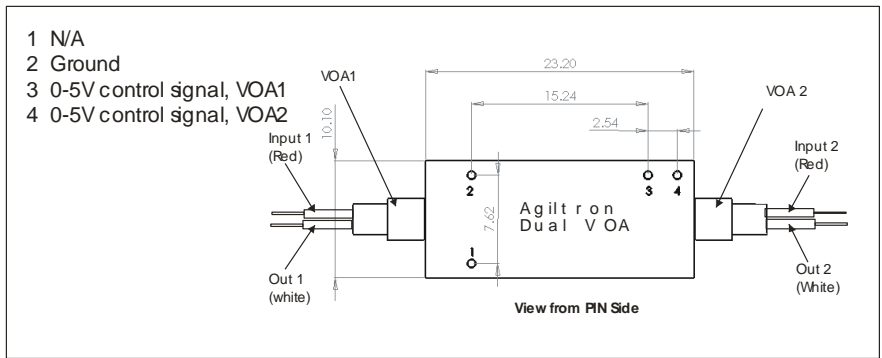 1 N/A
2 Ground
3 0-5V control signal, VOA1
4 0-5V control signal, VOA2
VOA1
23.20
15.24
2.54
VOA 2
10.10
Input 1
(Red)
Input 2
(Red)
2
3
4
7.62
Agiltron
Dual VOA
1
Out 1
(white)
Out 2
(White)
View from PIN Side